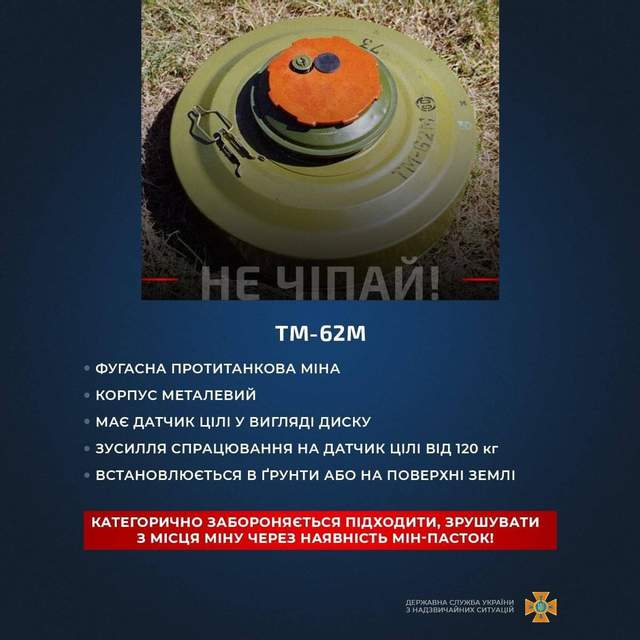 73
ТМ-62М
НЕ ЧІПАЙ!
ТМ-62М
• ФУГАСНА ПРОТИТАНКОВА МІНА
• КОРПУС МЕТАЛЕВИЙ
• МАЄ ДАТЧИК ЦІЛІ У ВИГЛЯДІ ДИСКУ
• ЗУСИЛЛЯ СПРАЦЮВАННЯ НА ДАТЧИК ЦІЛІ ВІД 120 кг
• ВСТАНОВЛЮЄТЬСЯ В ҐРУНТИ АБО НА ПОВЕРХНІ ЗЕМЛІ
КАТЕГОРИЧНО ЗАБОРОНЯЄТЬСЯ ПІДХОДИТИ, ЗРУШУВАТИ
З МІСЦЯ МІНУ ЧЕРЕЗ НАЯВНІСТЬ МІН-ПАСТОК!
ДЕРЖАВНА СЛУЖБА УКРАЇНИ
З НАДЗВИЧАЙНИХ СИТУАЦІЙ